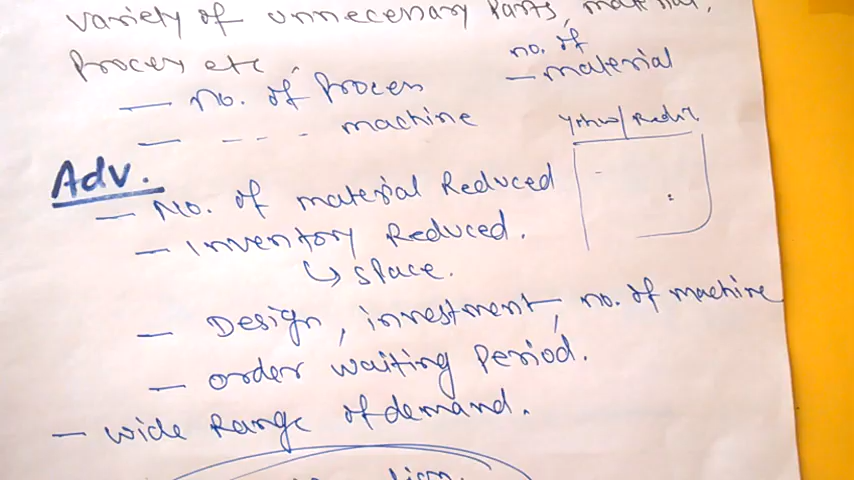 variety of unnecessary Parts, material,
Process etc
no. of
— no. of Process — material
— - - - - machine
Adv.
— No. of material Reduced
— Inventory Reduced.
↳ space.
— Design, investment, no. of machine
— order waiting Period.
— wide Range of demand.